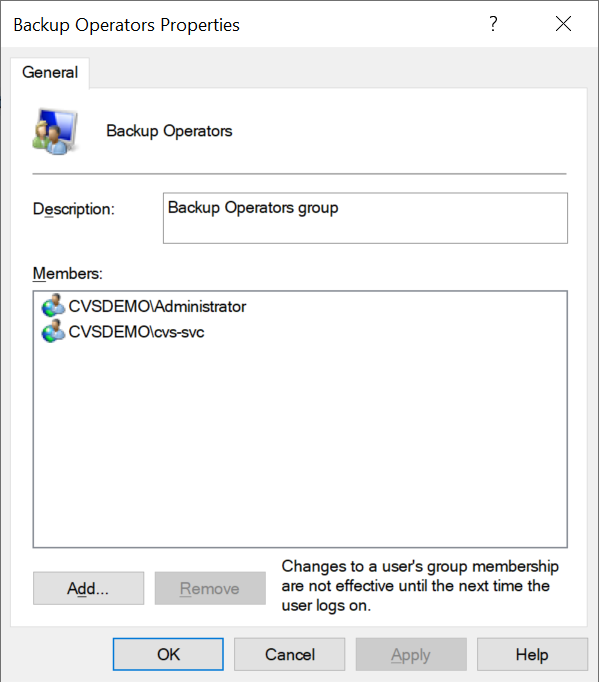 Backup Operators Properties
?
General
Backup Operators
Description:
Backup Operators group
Members:
CVSDEMO\Administrator
CVSDEMO\cvs-svc
Add...
Remove
Changes to a user's group membership
are not effective until the next time the
user logs on.
OK
Cancel
Apply
Help